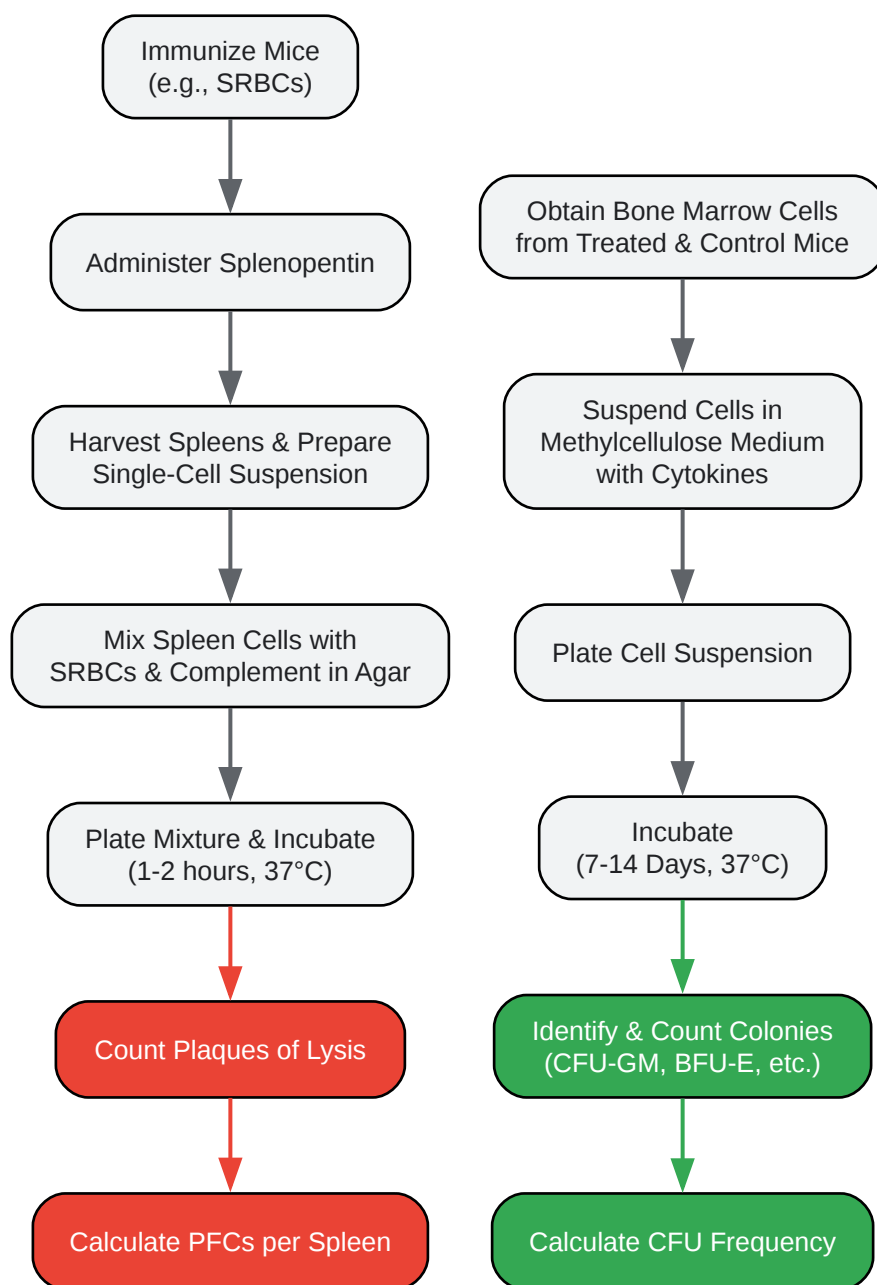 Immunize Mice
(e.g., SRBCs)
Administer Splenopentin
Harvest Spleens & Prepare
Single-Cell Suspension
Mix Spleen Cells with
SRBCs & Complement in Agar
Plate Mixture & Incubate
(1-2 hours, 37°C)
Count Plaques of Lysis
Calculate PFCs per Spleen
Obtain Bone Marrow Cells
from Treated & Control Mice
Suspend Cells in
Methylcellulose Medium
with Cytokines
Plate Cell Suspension
Incubate
(7-14 Days, 37°C)
Identify & Count Colonies
(CFU-GM, BFU-E, etc.)
Calculate CFU Frequency